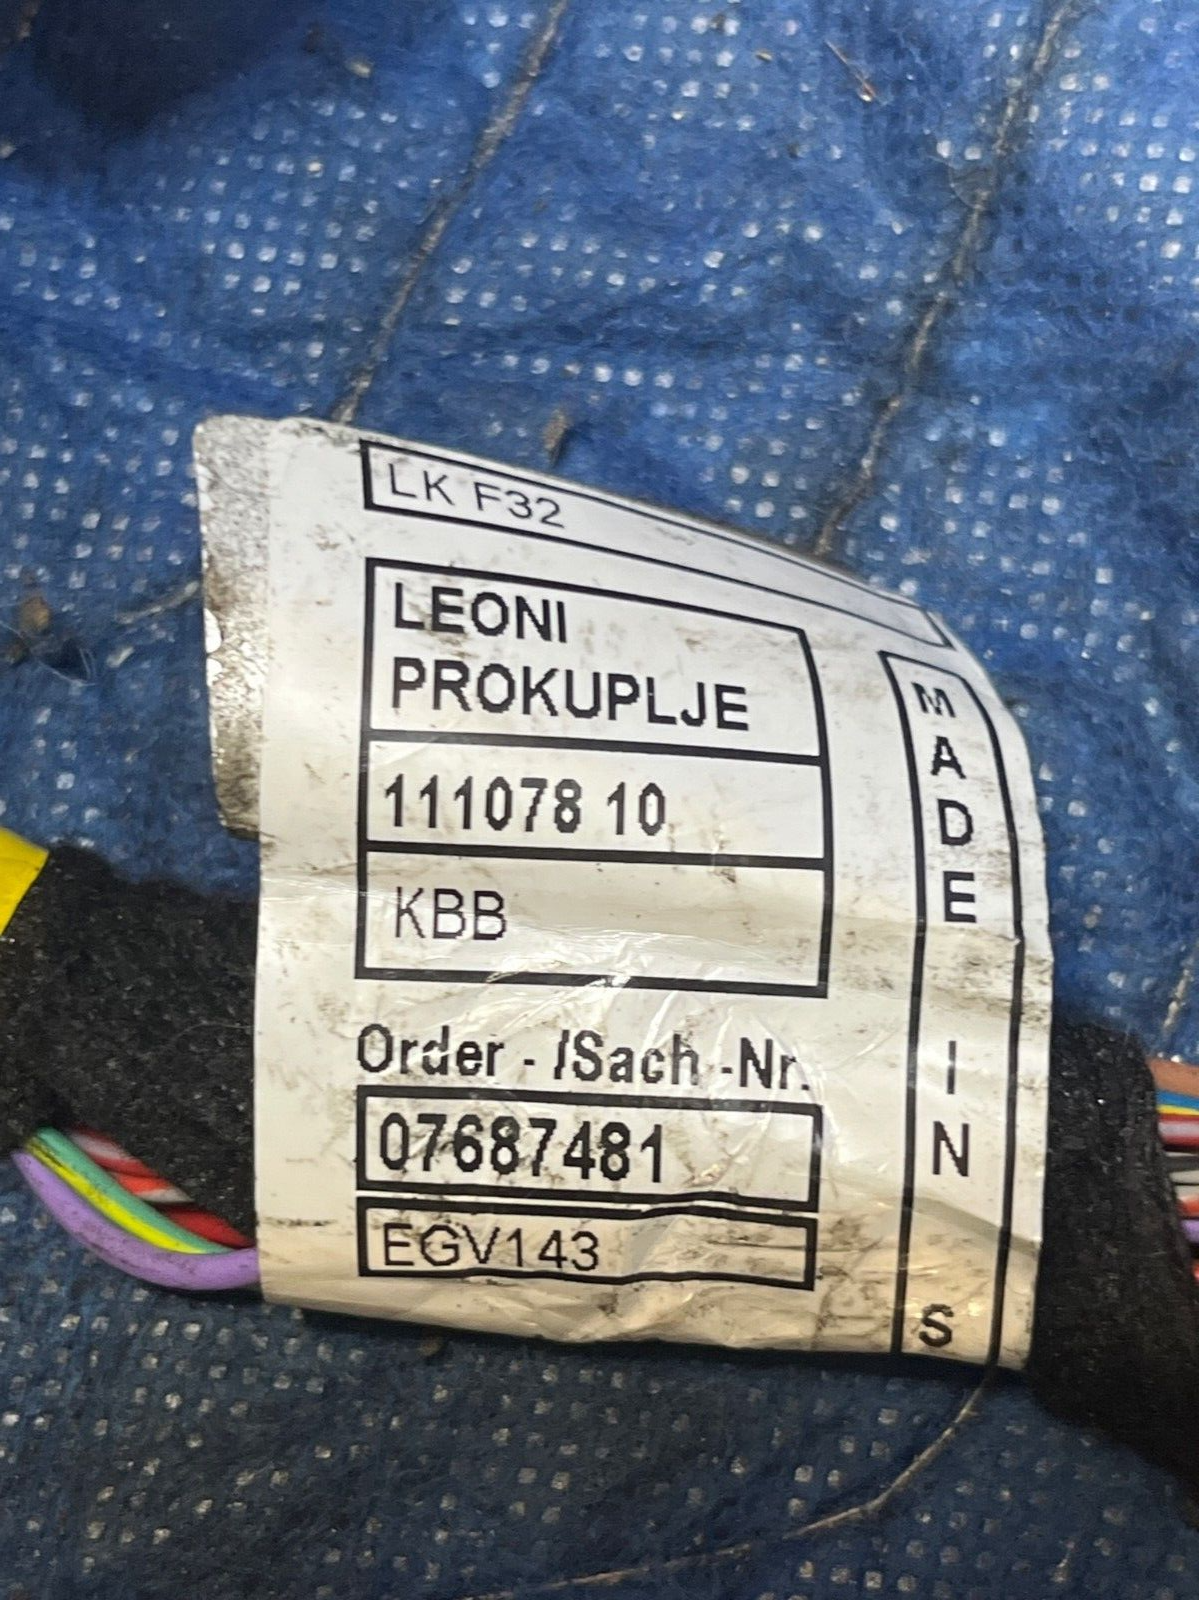 LK F32
LEONI
PROKUPLJE
111078 10
KBB
Order - /Sach -Nr.
07687481
EGV143
MADE IN S